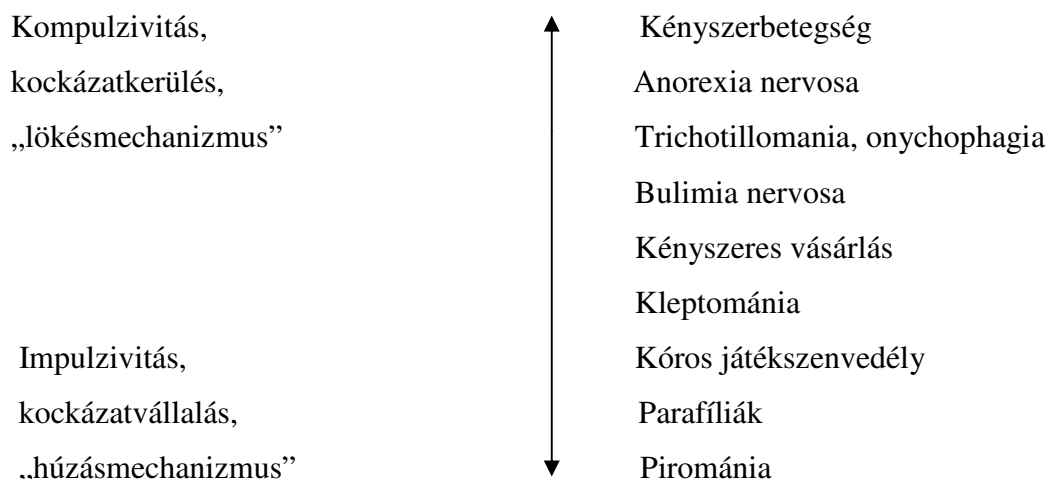 Kompulzivitás, Kényszerbetegség
kockázatkerülés, Anorexia nervosa
„lökésmechanizmus” Trichotillomania, onychophagia
Bulimia nervosa
Kényszeres vásárlás
Kleptománia
Impulzivitás, Kóros játékszenvedély
kockázatvállalás, Parafíliák
„húzásmechanizmus” Pirománia